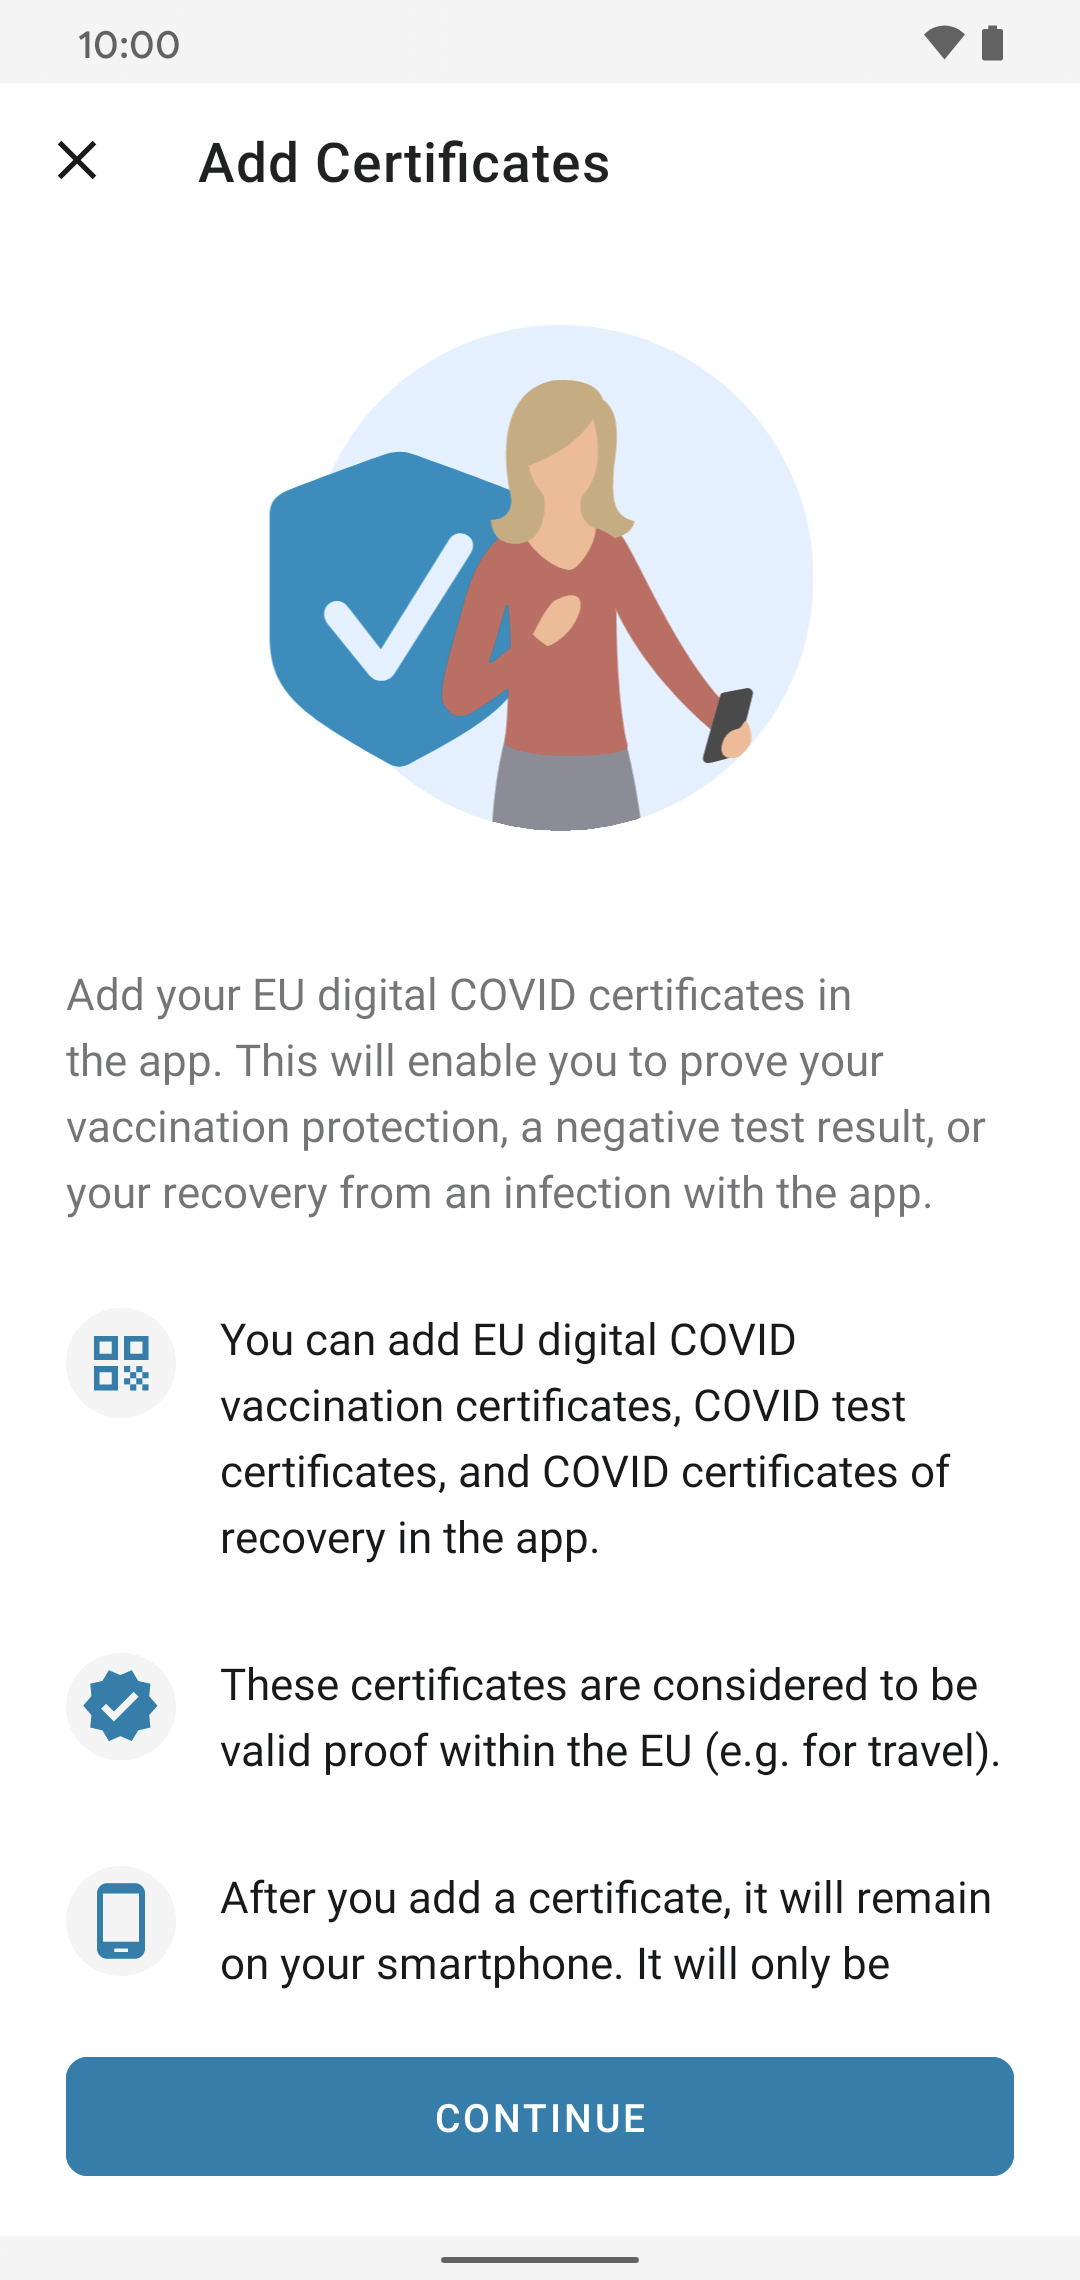 10:00
Add Certificates
Add your EU digital COVID certificates in
the app. This will enable you to prove your
vaccination protection, a negative test result, or
your recovery from an infection with the app.
You can add EU digital COVID
vaccination certificates, COVID test
certificates, and COVID certificates of
recovery in the app.
These certificates are considered to be
valid proof within the EU (e.g. for travel).
After you add a certificate, it will remain
on your smartphone. It will only be
CONTINUE